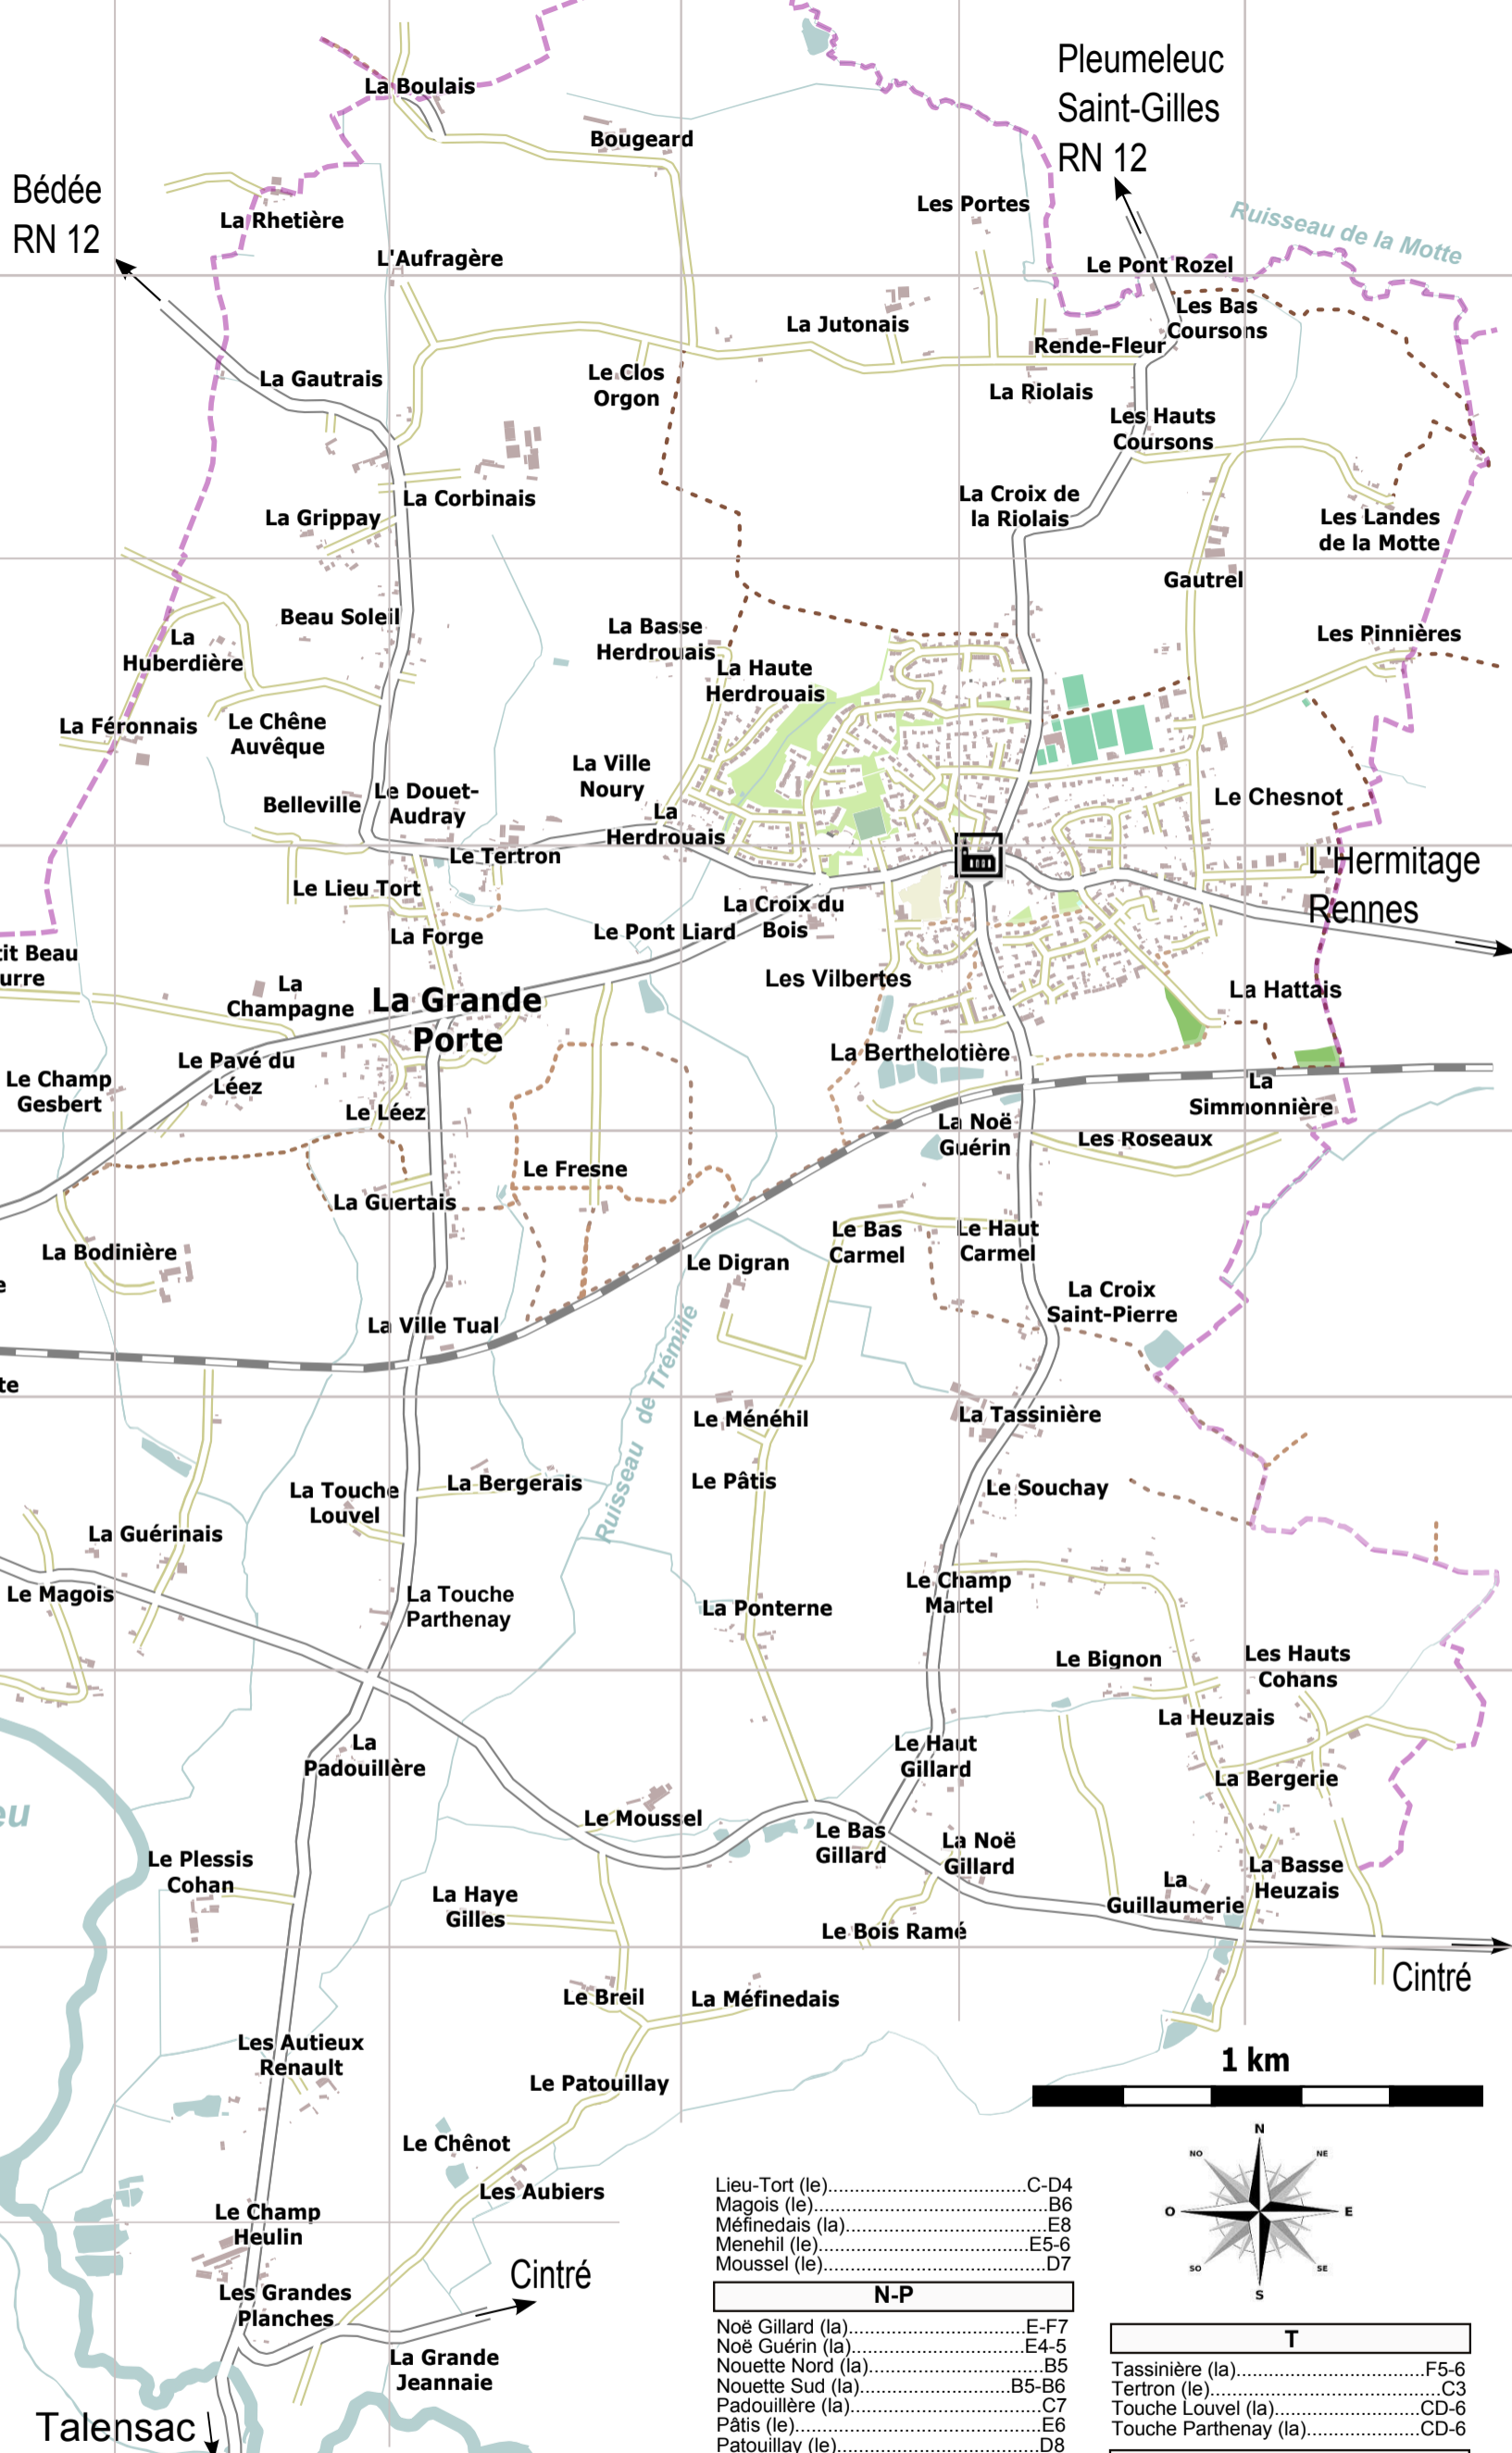 Pleumeleuc
Saint-Gilles
RN 12
La Boulais
Bougeard
Bédée
RN 12
Les Portes
La Rhetière
Ruisseau de la Motte
L'Aufragère
Le Pont Rozel
Les Bas
Coursons
La Jutonais
Rende-Fleur
La Gautrais
Le Clos
Orgon
La Riolais
Les Hauts
Coursons
La Corbinais
La Croix de
la Riolais
La Grippay
Les Landes
de la Motte
Gautrel
Beau Soleil
La Basse
Herdrouais
Les Pinnières
La
Huberdière
La Haute
Herdrouais
La Féronnais
Le Chêne
Auvêque
La Ville
Noury
Le Douet-
Audray
Belleville
Le Chesnot
La
Herdrouais
Le Tertron
L'Hermitage
Rennes
Le Lieu Tort
La Croix du
Bois
La Forge
Le Pont Liard
tit Beau
urre
Les Vilbertes
La
Champagne
La Hattais
La Grande
Porte
La Berthelotière
Le Pavé du
Léez
Le Champ
Gesbert
La
Simmonnière
Le Léez
La Noë
Guérin
Les Roseaux
Le Fresne
La Guertais
Le Bas
Carmel
Le Haut
Carmel
La Bodinière
Le Digran
e
La Croix
Saint-Pierre
La Ville Tual
Ruisseau de Trémillé
te
Le Ménéhil
La Tassinière
Le Pâtis
La Bergerais
Le Souchay
La Touche
Louvel
La Guérinais
Le Champ
Martel
Le Magois
La Touche
Parthenay
La Ponterne
Le Bignon
Les Hauts
Cohans
La Heuzais
La
Padouillère
Le Haut
Gillard
La Bergerie
eu
Le Moussel
Le Bas
Gillard
La Noë
Gillard
Le Plessis
Cohan
La Basse
Heuzais
La
Guillaumerie
La Haye
Gilles
Le Bois Ramé
Cintré
Le Breil
La Méfinedais
Les Autieux
Renault
1 km
Le Patouillay
N
NO
NE
O
E
SO
SE
S
Le Chênot
Les Aubiers
Le Champ
Heulin
Cintré
Les Grandes
Planches
La Grande
Jeannaie
Talensac
Lieu-Tort (le)......................................C-D4
Magois (le).............................................B6
Méfinedais (la).......................................E8
Menehil (le)...................................E5-6
Moussel (le)...........................................D7
N-P
Noë Gillard (la).......................................E-F7
Noë Guérin (la)..................................E4-5
Nouette Nord (la)..................................B5
Nouette Sud (la).............................B5-B6
Padouillère (la)......................................C7
Pâtis (le)................................................E6
Patouillay (le).......................................D8
T
Tassinière (la)....................................F5-6
Tertron (le)............................................C3
Touche Louvel (la)............................CD-6
Touche Parthenay (la)......................CD-6